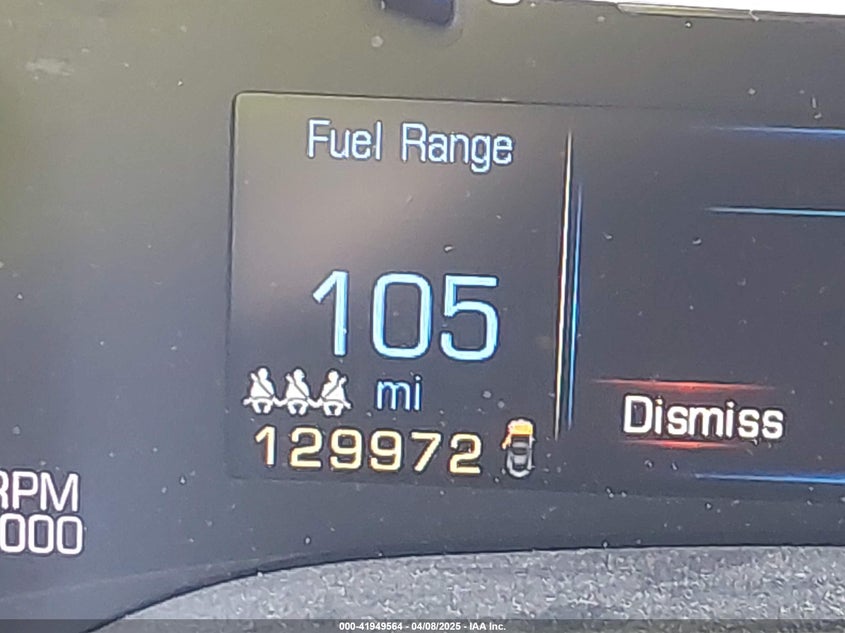 Fuel Range
105
mi
129972
Dismiss
RPM
000
000-41949564 - 04/08/2025 - IAA Inc.